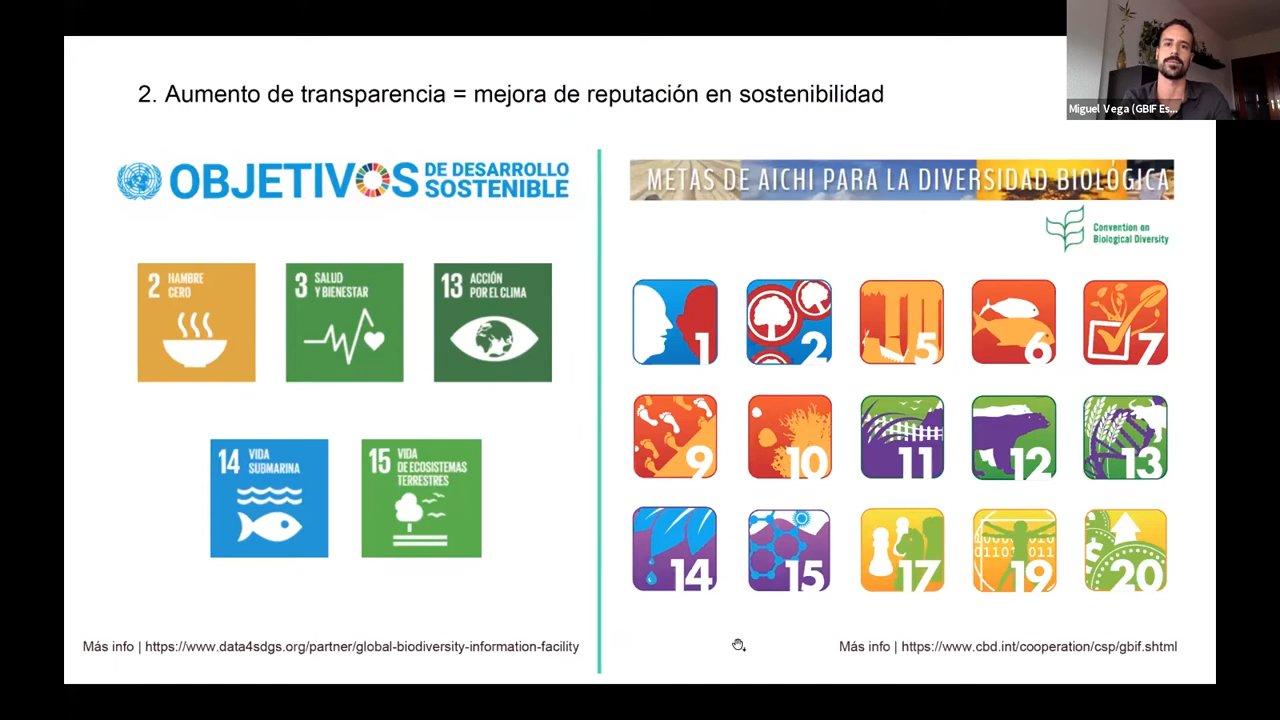 2. Aumento de transparencia = mejora de reputación en sostenibilidad
Miguel Vega (GBIF Es...
OBJETIVOS
DE DESARROLLO
SOSTENIBLE
2 HAMBRE
CERO
3 SALUD
Y BIENESTAR
13 ACCIÓN
POR EL CLIMA
14 VIDA
SUBMARINA
15 VIDA
DE ECOSISTEMAS
TERRESTRES
Más info | https://www.data4sdgs.org/partner/global-biodiversity-information-facility
METAS DE AICHI PARA LA DIVERSIDAD BIOLÓGICA
Convention on
Biological Diversity
1
2
5
6
7
9
10
11
12
13
14
15
17
19
20
Más info | https://www.cbd.int/cooperation/csp/gbif.shtml